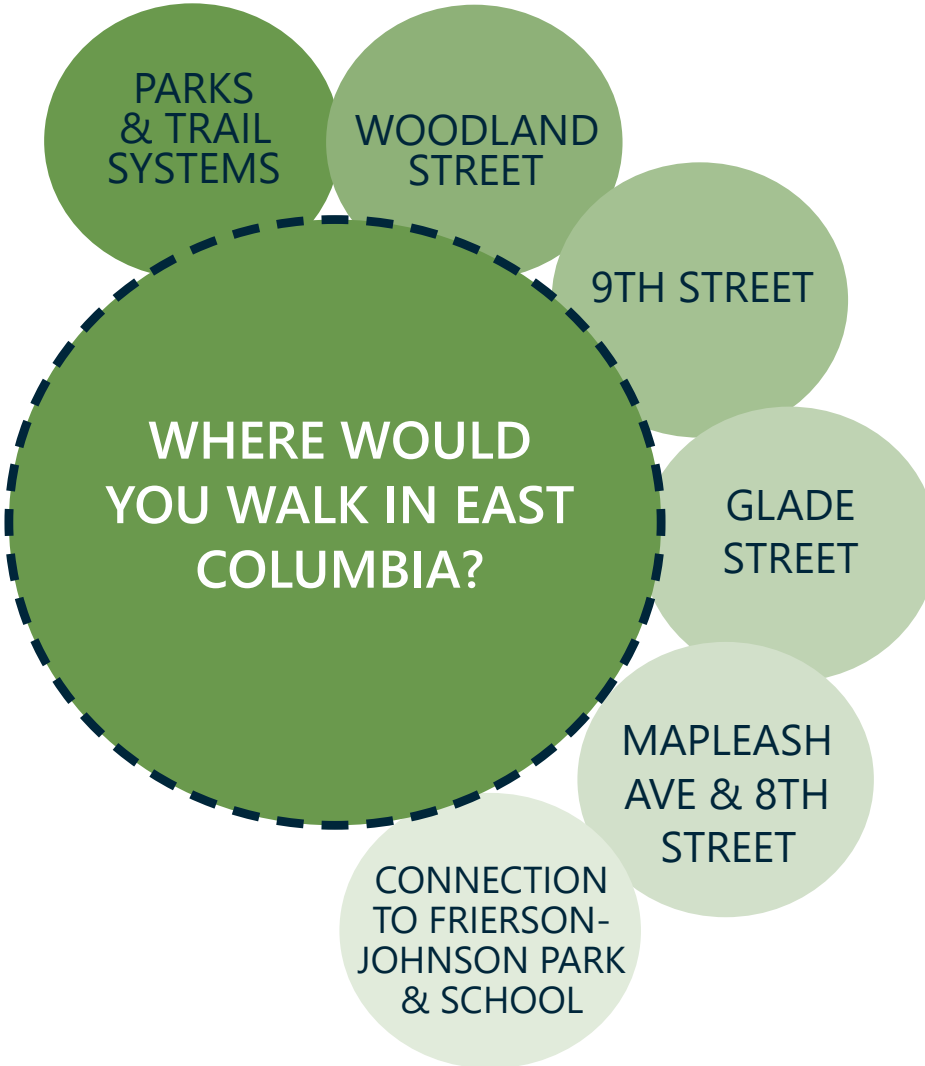 PARKS
& TRAIL
SYSTEMS
WOODLAND
STREET
9TH STREET
WHERE WOULD
YOU WALK IN EAST
COLUMBIA?
GLADE
STREET
MAPLEASH
AVE & 8TH
STREET
CONNECTION
TO FRIERSON-
JOHNSON PARK
& SCHOOL